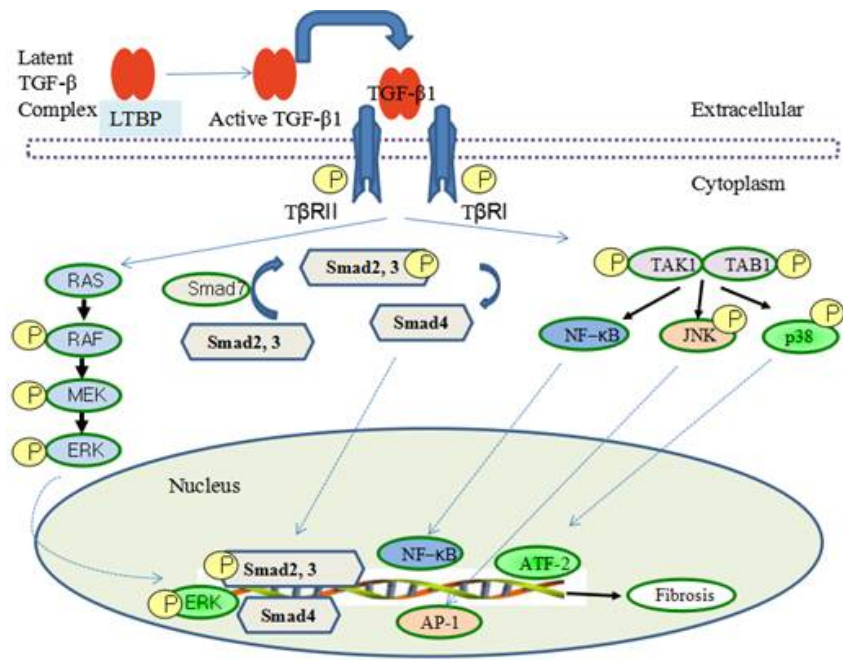 Latent
TGF-β
Complex
LTBP
Active TGF-β1
TGF-β1
Extracellular
P
P
Cytoplasm
TβRII
TβRI
RAS
P
RAF
P
MEK
P
ERK
Smad7
Smad2, 3
P
Smad2, 3
Smad4
P
TAK1
TAB1
P
NF-κB
JNK
P
p38
P
Nucleus
P
Smad2, 3
P
ERK
Smad4
NF-κB
ATF-2
AP-1
Fibrosis